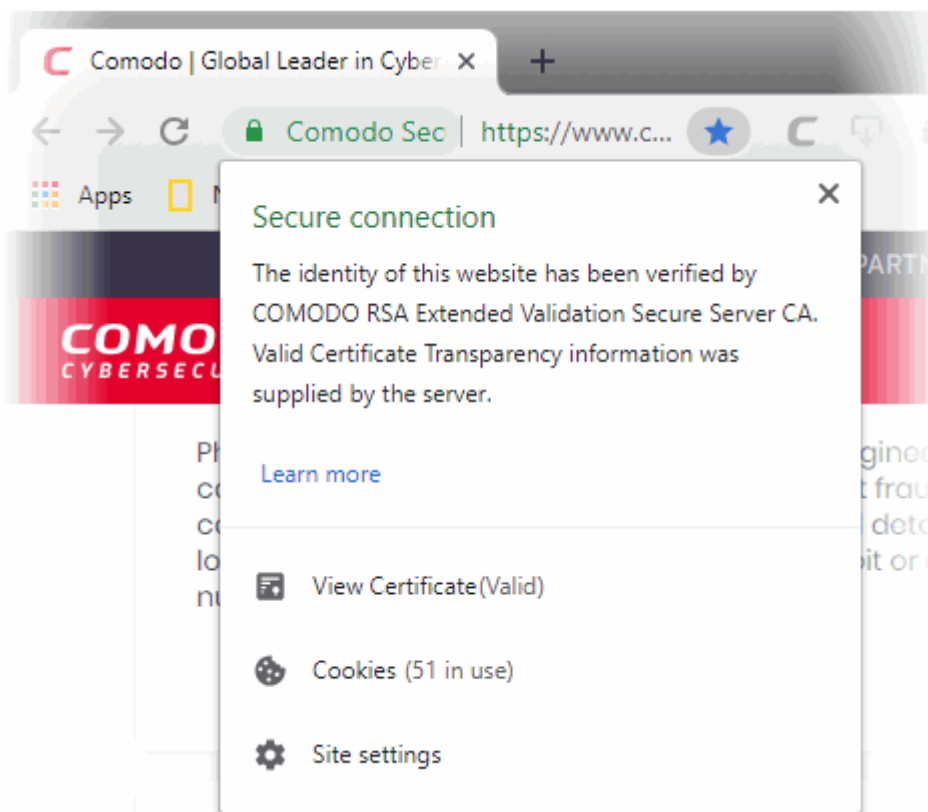 Comodo | Global Leader in Cyber
Comodo Sec | https://www.c...
Apps
Secure connection
PARTN
The identity of this website has been verified by
COMODO RSA Extended Validation Secure Server CA.
Valid Certificate Transparency information was
supplied by the server.
COMO
CYBERSECU
Learn more
View Certificate(Valid)
Cookies (51 in use)
Site settings